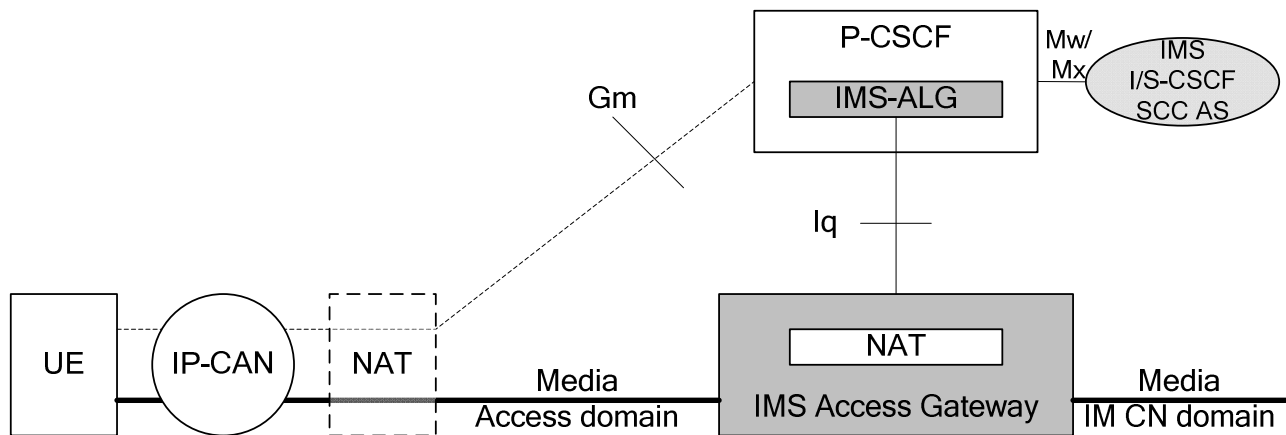 P-CSCF
IMS-ALG
Mw/
Mx
IMS
I/S-CSCF
SCC AS
Gm
Iq
UE
IP-CAN
NAT
Media
Access domain
NAT
IMS Access Gateway
Media
IM CN domain